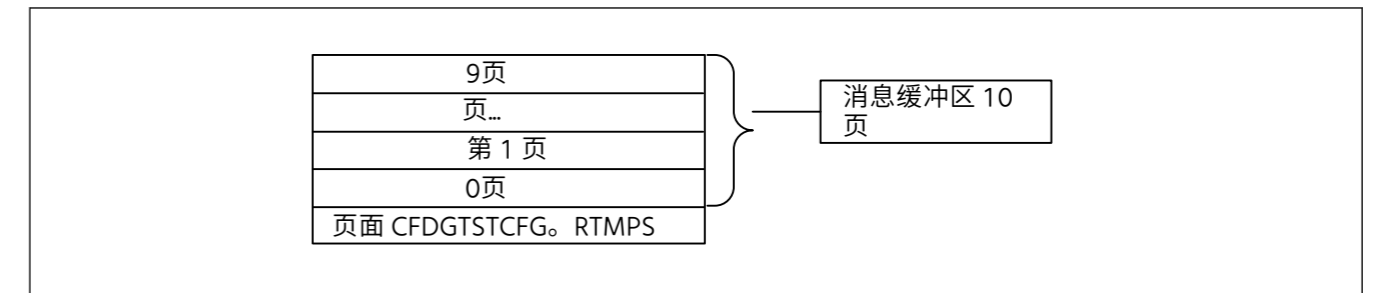 9页
页...
第 1 页
0页
页面 CFDGTSTCFG。RTMPS
消息缓冲区 10
页